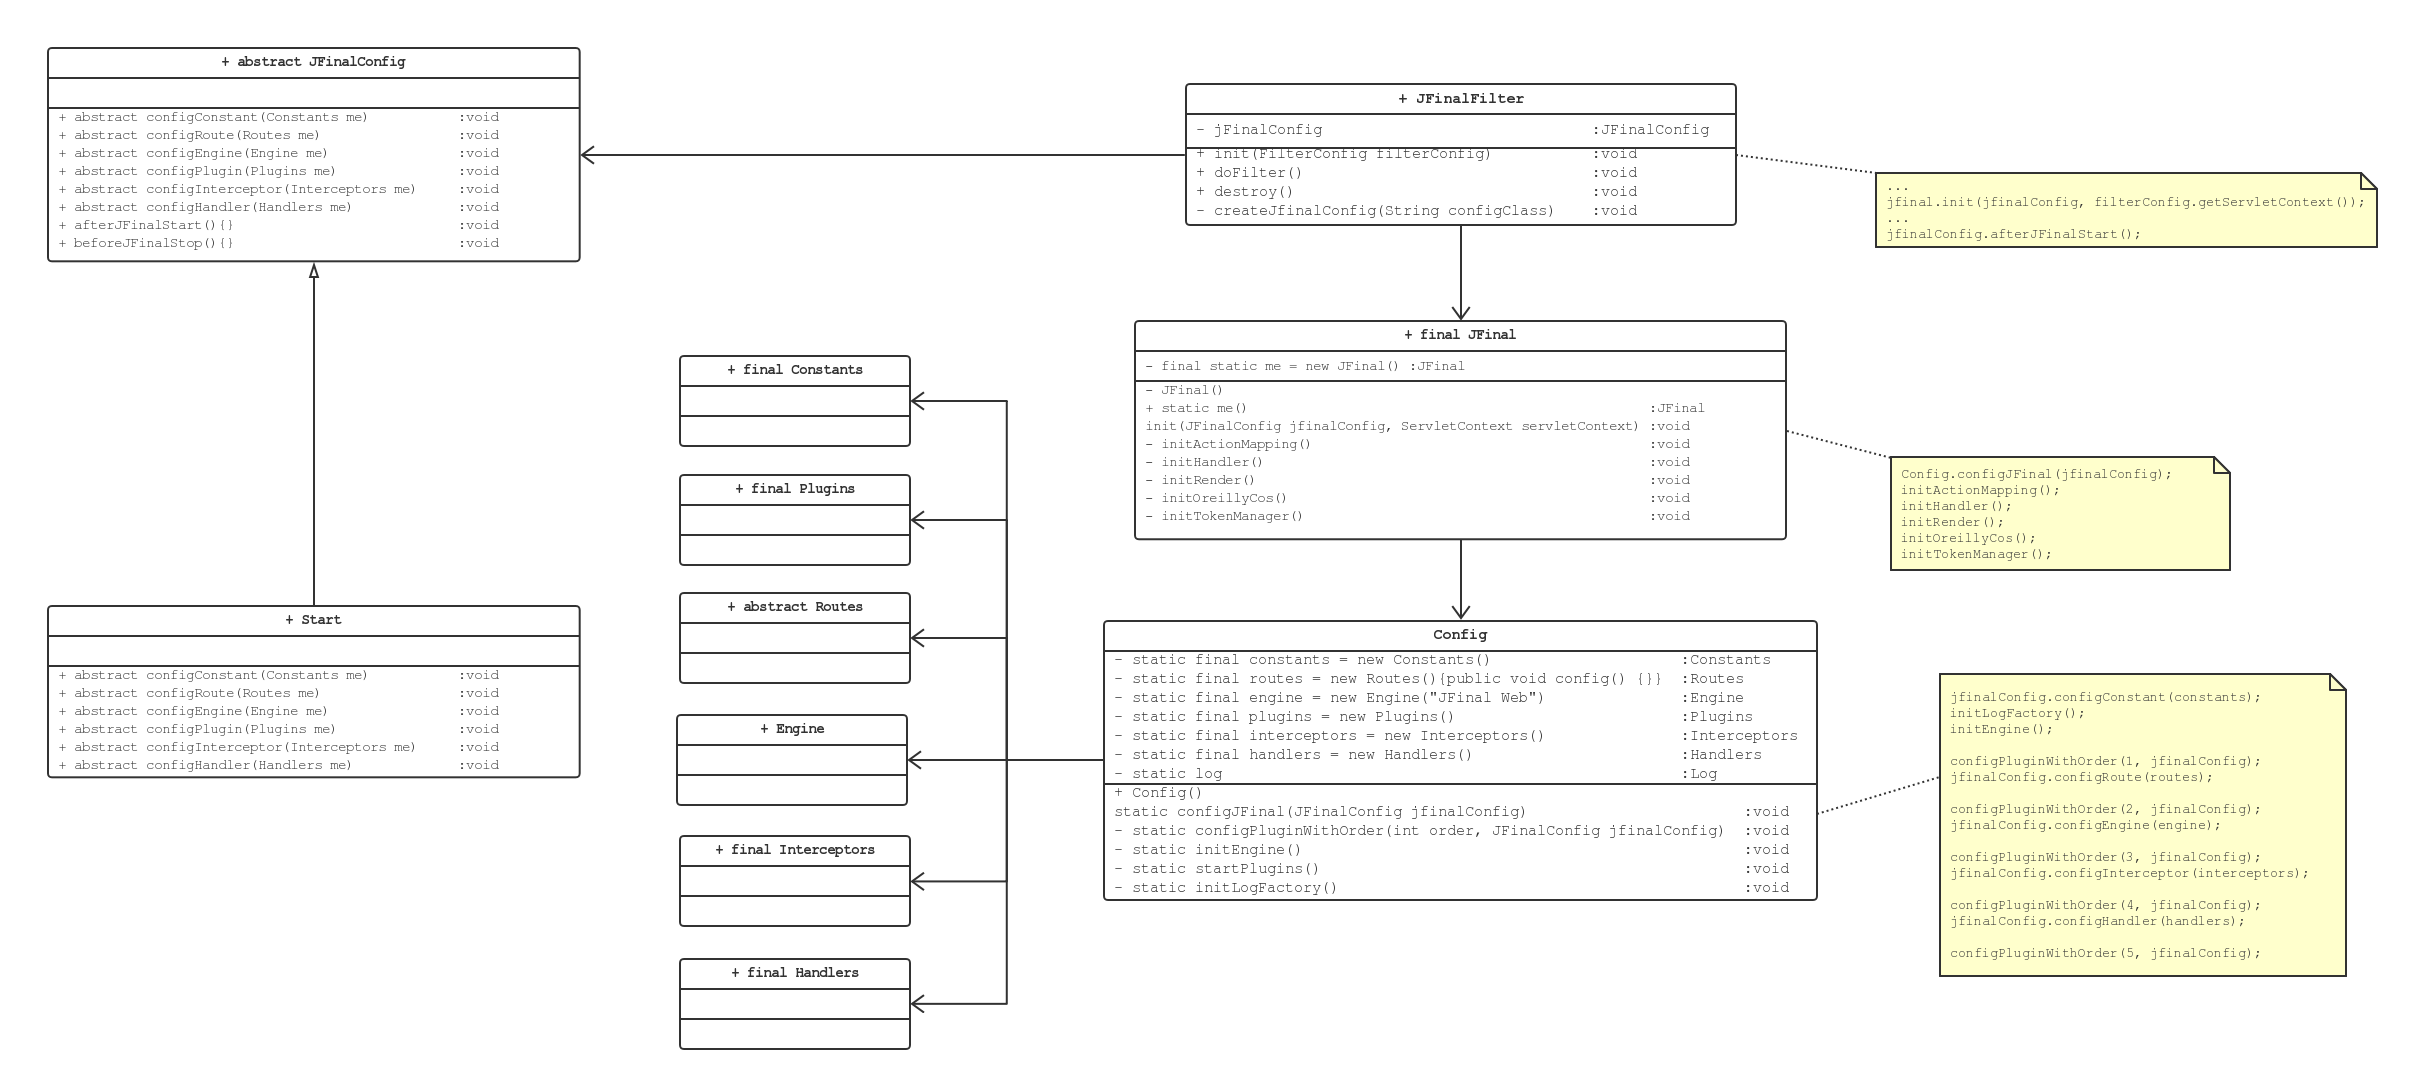 + abstract JFinalConfig
+ abstract configConstant(Constants me) :void
+ abstract configRoute(Routes me) :void
+ abstract configEngine(Engine me) :void
+ abstract configPlugin(Plugins me) :void
+ abstract configInterceptor(Interceptors me) :void
+ abstract configHandler(Handlers me) :void
+ afterJFinalStart(){} :void
+ beforeJFinalStop(){} :void
+ JFinalFilter
- jFinalConfig :JFinalConfig
+ init(FilterConfig filterConfig) :void
+ doFilter() :void
+ destroy() :void
- createJfinalConfig(String configClass) :void
...
jfinal.init(jfinalConfig, filterConfig.getServletContext());
...
jfinalConfig.afterJFinalStart();
+ final JFinal
- final static me = new JFinal() :JFinal
- JFinal()
+ static me() :JFinal
init(JFinalConfig jfinalConfig, ServletContext servletContext) :void
- initActionMapping() :void
- initHandler() :void
- initRender() :void
- initOreillyCos() :void
- initTokenManager() :void
Config.configJFinal(jfinalConfig);
initActionMapping();
initHandler();
initRender();
initOreillyCos();
initTokenManager();
+ final Constants
+ final Plugins
+ abstract Routes
+ Engine
+ final Interceptors
+ final Handlers
+ Start
+ abstract configConstant(Constants me) :void
+ abstract configRoute(Routes me) :void
+ abstract configEngine(Engine me) :void
+ abstract configPlugin(Plugins me) :void
+ abstract configInterceptor(Interceptors me) :void
+ abstract configHandler(Handlers me) :void
Config
- static final constants = new Constants() :Constants
- static final routes = new Routes(){public void config() {}} :Routes
- static final engine = new Engine("JFinal Web") :Engine
- static final plugins = new Plugins() :Plugins
- static final interceptors = new Interceptors() :Interceptors
- static final handlers = new Handlers() :Handlers
- static log :Log
+ Config()
static configJFinal(JFinalConfig jfinalConfig) :void
- static configPluginWithOrder(int order, JFinalConfig jfinalConfig) :void
- static initEngine() :void
- static startPlugins() :void
- static initLogFactory() :void
jfinalConfig.configConstant(constants);
initLogFactory();
initEngine();
configPluginWithOrder(1, jfinalConfig);
jfinalConfig.configRoute(routes);
configPluginWithOrder(2, jfinalConfig);
jfinalConfig.configEngine(engine);
configPluginWithOrder(3, jfinalConfig);
jfinalConfig.configInterceptor(interceptors);
configPluginWithOrder(4, jfinalConfig);
jfinalConfig.configHandler(handlers);
configPluginWithOrder(5, jfinalConfig);